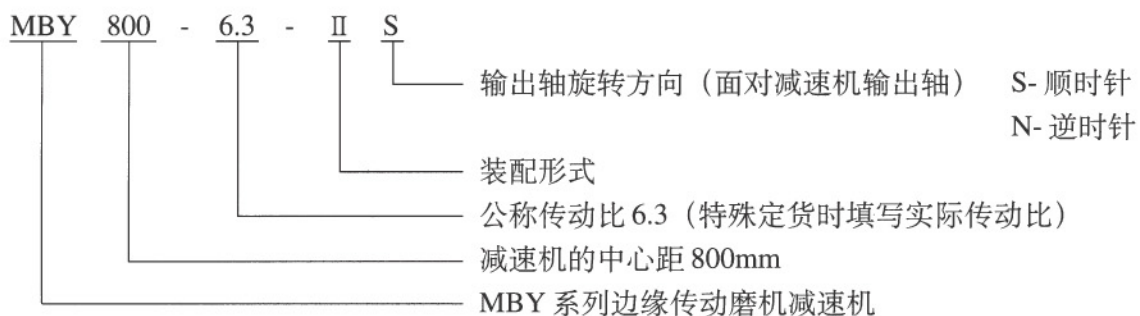 MBY 800 - 6.3 - Ⅱ S
输出轴旋转方向（面对减速机输出轴） S- 顺时针
N- 逆时针
装配形式
公称传动比 6.3（特殊定货时填写实际传动比）
减速机的中心距 800mm
MBY 系列边缘传动磨机减速机